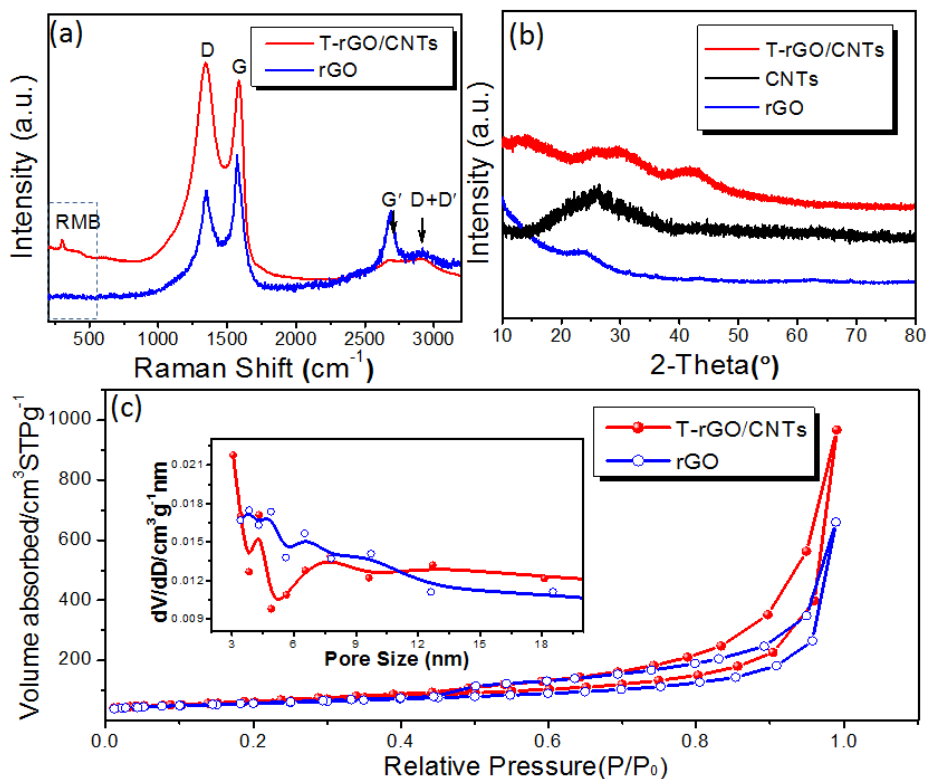 (a)
T-rGO/CNTs
rGO
D
G
G′
D+D′
RMB
Intensity (a.u.)
500 1000 1500 2000 2500 3000
Raman Shift (cm⁻¹)
(b)
T-rGO/CNTs
CNTs
rGO
Intensity (a.u.)
10 20 30 40 50 60 70 80
2-Theta(°)
(c)
T-rGO/CNTs
rGO
Volume absorbed/cm³STPg⁻¹
1000
800
600
400
200
0.0 0.2 0.4 0.6 0.8 1.0
Relative Pressure(P/P₀)
dV/dD/cm³g⁻¹nm
0.021
0.018
0.015
0.012
0.009
3 6 9 12 15 18
Pore Size (nm)